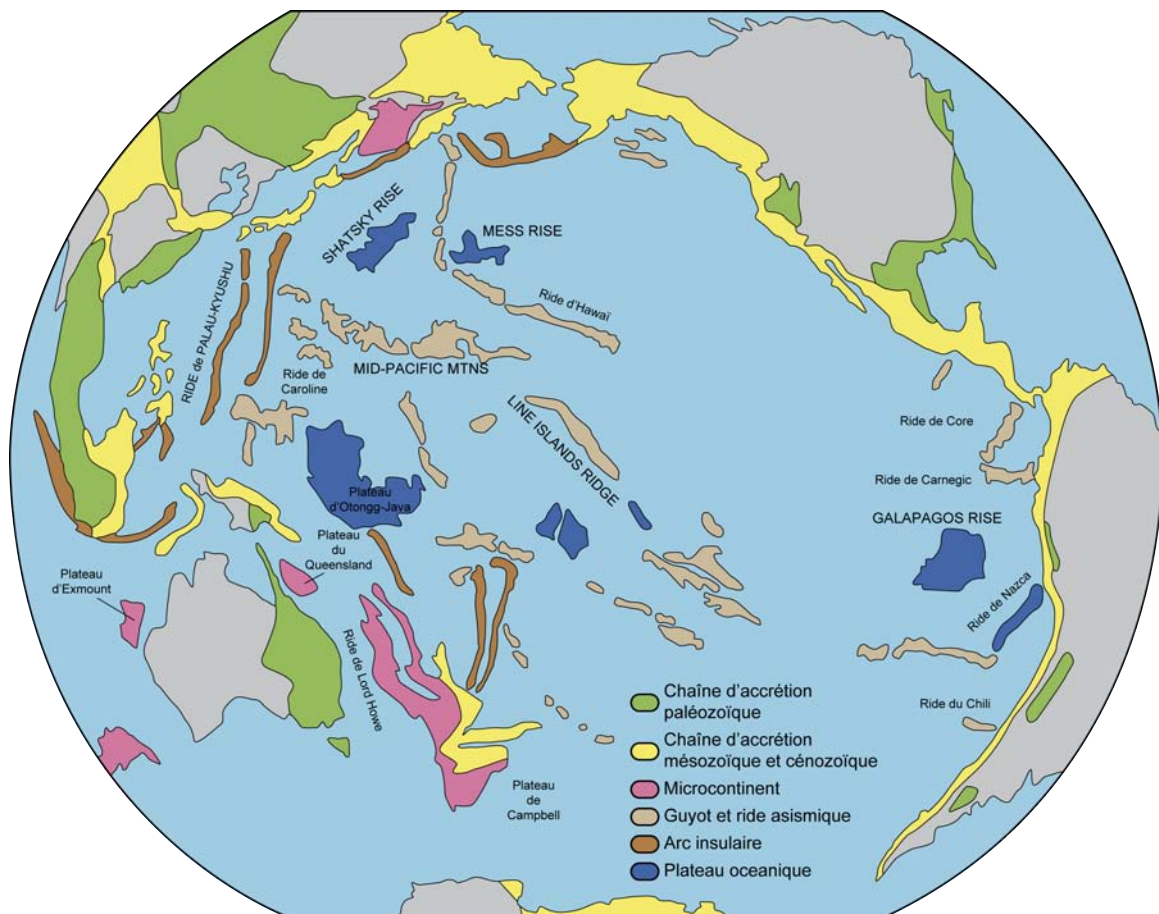 SHATSKY RISE
MESS RISE
RIDE de PALAU-KYUSHU
Ride d'Hawaï
Ride de
Caroline
MID-PACIFIC MTNS
LINE ISLANDS RIDGE
Ride de Core
Ride de Carnegic
Plateau
d'Otongg-Java
GALAPAGOS RISE
Plateau
du
Queensland
Plateau
d'Exmount
Ride de Nazca
Ride de Lord Howe
Ride du Chili
Plateau
de
Campbell
Chaîne d'accrétion
paléozoïque
Chaîne d'accrétion
mésozoïque et cénozoïque
Microcontinent
Guyot et ride asismique
Arc insulaire
Plateau oceanique